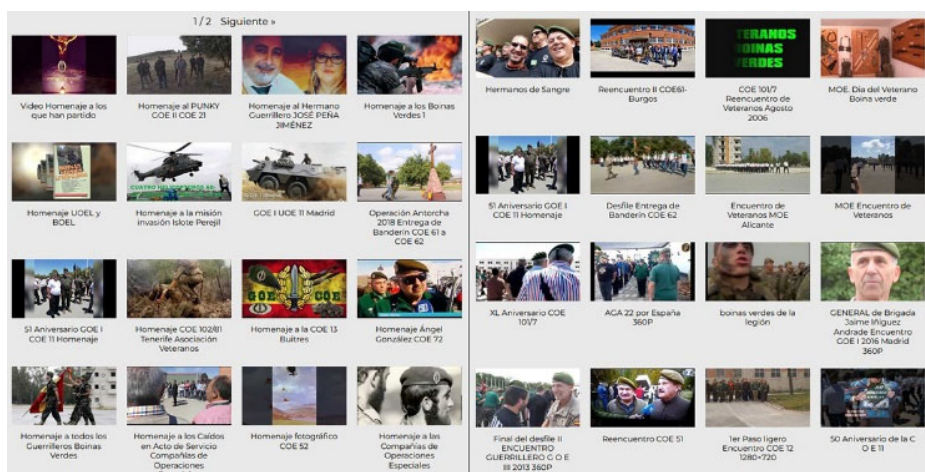 1 / 2 Siguiente »
Video Homenaje a los
que han partido
Homenaje al PUNKY
GOE II COE 21
Homenaje al Hermano
Guerrillero JOSÉ PEÑA
JIMÉNEZ
Homenaje a los Boinas
Verdes 1
Homenaje UOEL y
BOEL
CUATRO HELICÓPTEROS AS
Homenaje a la misión
invasión Islote Perejil
GOE I UOE 11 Madrid
Operación Antorcha
2018 Entrega de
Banderín COE 61 a
COE 62
51 Aniversario GOE I
COE 11 Homenaje
Homenaje COE 102/81
Tenerife Asociación
Veteranos
GOE COE
Homenaje a la COE 13
Buitres
Homenaje Ángel
González COE 72
Homenaje a todos los
Guerrilleros Boinas
Verdes
Homenaje a los Caídos
en Acto de Servicio
Compañías de
Operaciones
Homenaje fotográfico
COE 52
Homenaje a las
Compañías de
Operaciones
Especiales
Hermanos de Sangre
Reencuentro II COE61-
Burgos
TERANOS
BOINAS
VERDES
COE 101/7
Reencuentro de
Veteranos Agosto
2006
MOE. Día del Veterano
Boina verde
51 Aniversario GOE I
COE 11 Homenaje
Desfile Entrega de
Banderín COE 62
Encuentro de
Veteranos MOE
Alicante
MOE Encuentro de
Veteranos
XL Aniversario COE
101/7
AGA 22 por España
360P
boinas verdes de la
legión
GENERAL de Brigada
Jaime Iñiguez
Andrade Encuentro
GOE I 2016 Madrid
360P
Final del desfile II
ENCUENTRO
GUERRILLERO G O E
III 2013 360P
Reencuentro COE 51
1er Paso ligero
Encuentro COE 12
1280×720
50 Aniversario de la C
O E 11